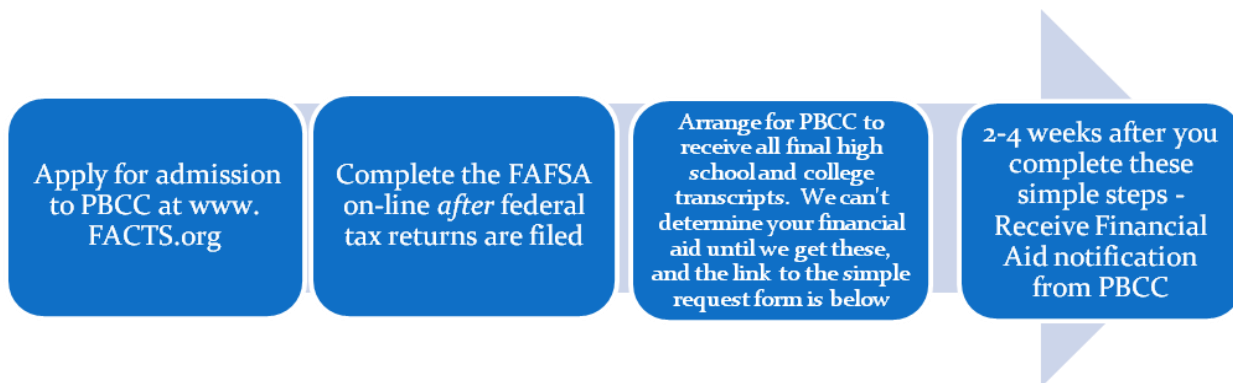 Apply for admission
to PBCC at www.
FACTS.org
Complete the FAFSA
on-line after federal
tax returns are filed
Arrange for PBCC to
receive all final high
school and college
transcripts. We can't
determine your financial
aid until we get these,
and the link to the simple
request form is below
2-4 weeks after you
complete these
simple steps -
Receive Financial
Aid notification
from PBCC